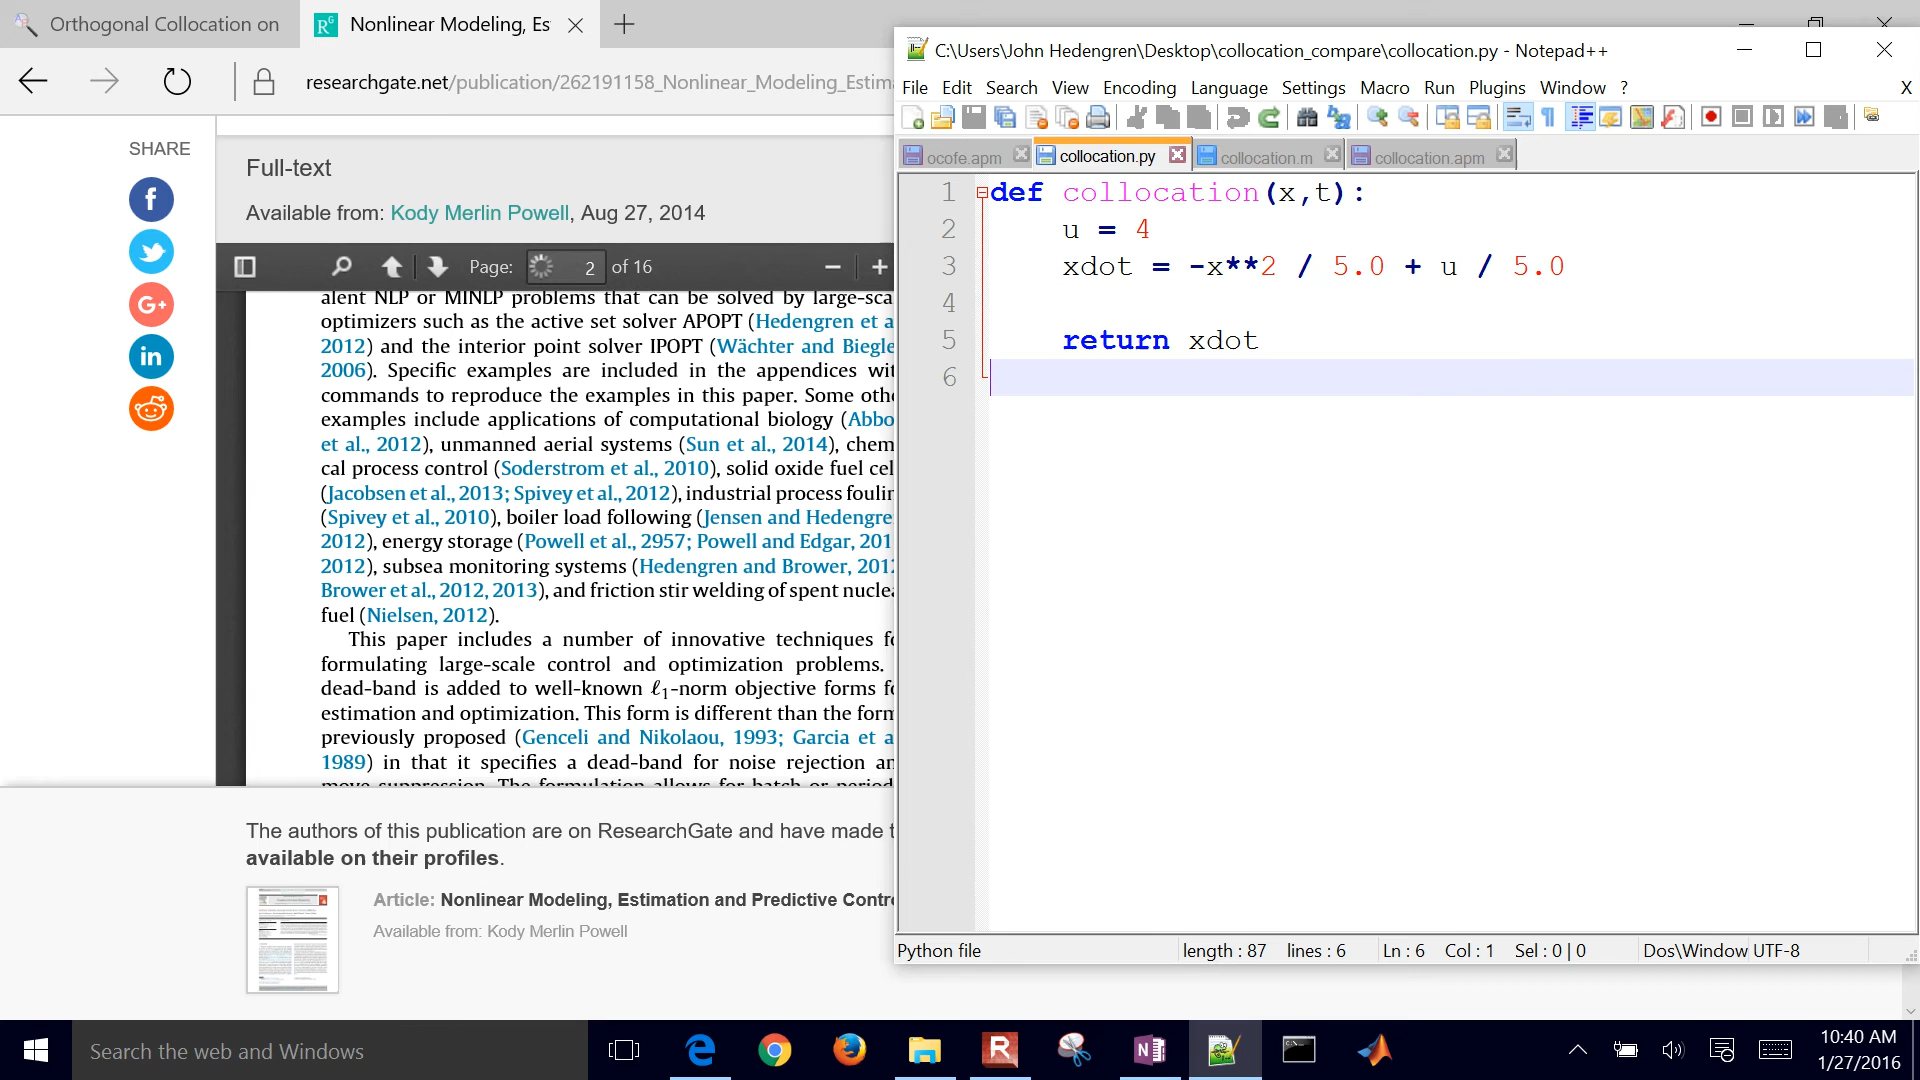 Orthogonal Collocation on
Nonlinear Modeling, Es
researchgate.net/publication/262191158_Nonlinear_Modeling_Estim
SHARE
Full-text
Available from: Kody Merlin Powell, Aug 27, 2014
Page: 2 of 16
alent NLP or MINLP problems that can be solved by large-sca
optimizers such as the active set solver APOPT (Hedengren et a
2012) and the interior point solver IPOPT (Wächter and Biegle
2006). Specific examples are included in the appendices wit
commands to reproduce the examples in this paper. Some oth
examples include applications of computational biology (Abbo
et al., 2012), unmanned aerial systems (Sun et al., 2014), chem
cal process control (Soderstrom et al., 2010), solid oxide fuel cel
(Jacobsen et al., 2013; Spivey et al., 2012), industrial process foulin
(Spivey et al., 2010), boiler load following (Jensen and Hedengre
2012), energy storage (Powell et al., 2957; Powell and Edgar, 201
2012), subsea monitoring systems (Hedengren and Brower, 2012
Brower et al., 2012, 2013), and friction stir welding of spent nuclea
fuel (Nielsen, 2012).
This paper includes a number of innovative techniques fo
formulating large-scale control and optimization problems.
dead-band is added to well-known ℓ1-norm objective forms fo
estimation and optimization. This form is different than the form
previously proposed (Genceli and Nikolaou, 1993; Garcia et a
1989) in that it specifies a dead-band for noise rejection an
move suppression. The formulation allows for batch or period
The authors of this publication are on ResearchGate and have made t
available on their profiles.
Article: Nonlinear Modeling, Estimation and Predictive Contro
Available from: Kody Merlin Powell
C:\Users\John Hedengren\Desktop\collocation_compare\collocation.py - Notepad++
File Edit Search View Encoding Language Settings Macro Run Plugins Window ? X
ocofe.apm collocation.py collocation.m collocation.apm
1 def collocation(x,t):
2 u = 4
3 xdot = -x**2 / 5.0 + u / 5.0
4
5 return xdot
6
Python file length : 87 lines : 6 Ln : 6 Col : 1 Sel : 0 | 0 Dos\Window UTF-8
Search the web and Windows
10:40 AM
1/27/2016